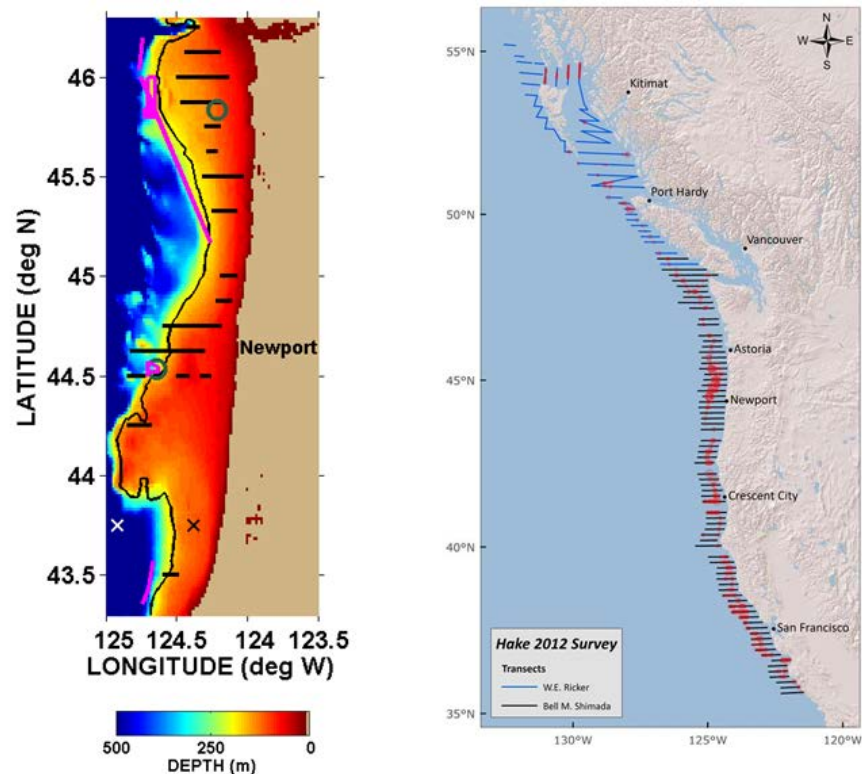 46
45.5
45
44.5
44
43.5
LATITUDE (deg N)
Newport
125 124.5 124 123.5
LONGITUDE (deg W)
500 250 0
DEPTH (m)
N
W E
S
55°N
50°N
45°N
40°N
35°N
Kitimat
Port Hardy
Vancouver
Astoria
Newport
Crescent City
San Francisco
Hake 2012 Survey
Transects
W.E. Ricker
Bell M. Shimada
130°W 125°W 120°W